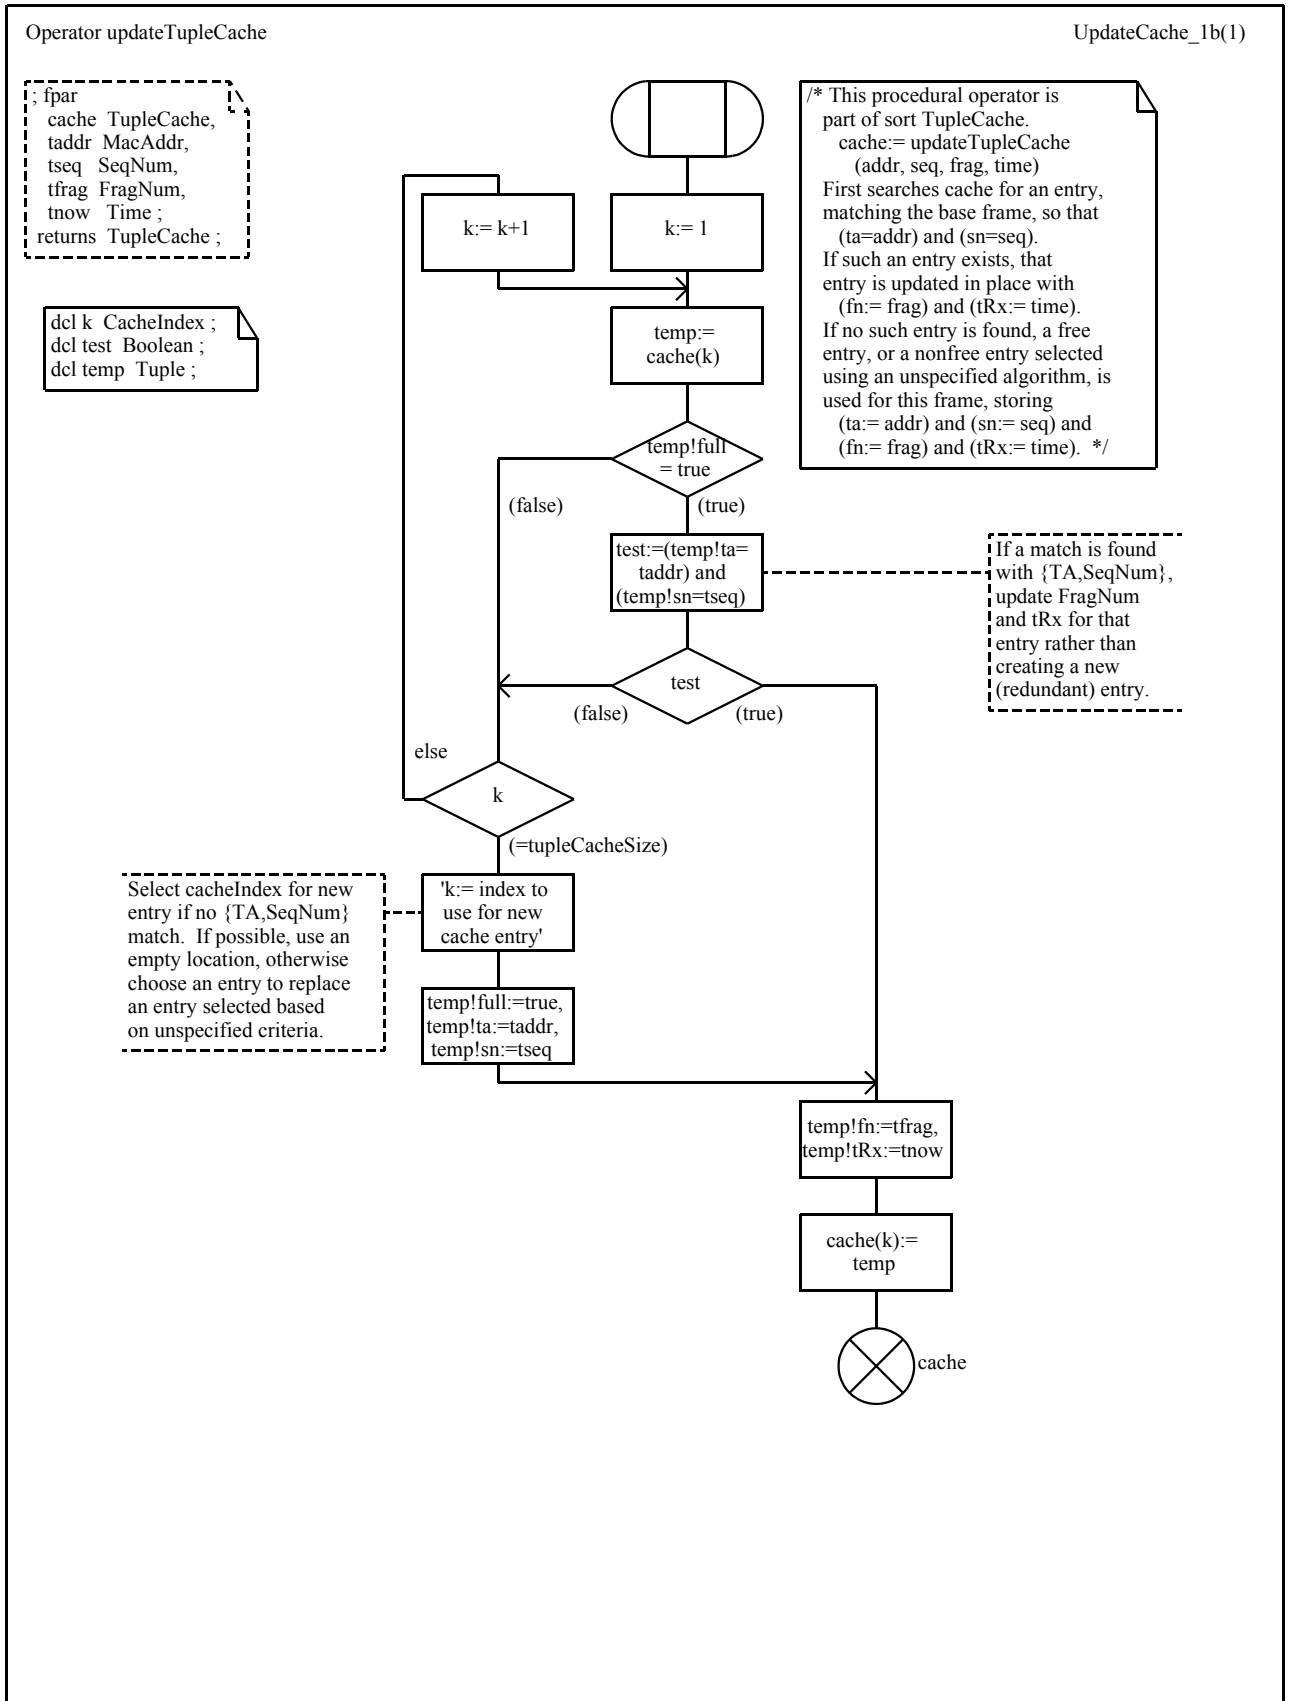 Operator updateTupleCache
UpdateCache_1b(1)
; fpar
cache TupleCache,
taddr MacAddr,
tseq SeqNum,
tfrag FragNum,
tnow Time ;
returns TupleCache ;
dcl k CacheIndex ;
dcl test Boolean ;
dcl temp Tuple ;
/* This procedural operator is
part of sort TupleCache.
cache:= updateTupleCache
(addr, seq, frag, time)
First searches cache for an entry,
matching the base frame, so that
(ta=addr) and (sn=seq).
If such an entry exists, that
entry is updated in place with
(fn:= frag) and (tRx:= time).
If no such entry is found, a free
entry, or a nonfree entry selected
using an unspecified algorithm, is
used for this frame, storing
(ta:= addr) and (sn:= seq) and
(fn:= frag) and (tRx:= time). */
k:= k+1
k:= 1
temp:=
cache(k)
temp!full
= true
(false)
(true)
test:=(temp!ta=
taddr) and
(temp!sn=tseq)
If a match is found
with {TA,SeqNum},
update FragNum
and tRx for that
entry rather than
creating a new
(redundant) entry.
test
(false)
(true)
else
k
(=tupleCacheSize)
Select cacheIndex for new
entry if no {TA,SeqNum}
match. If possible, use an
empty location, otherwise
choose an entry to replace
an entry selected based
on unspecified criteria.
'k:= index to
use for new
cache entry'
temp!full:=true,
temp!ta:=taddr,
temp!sn:=tseq
temp!fn:=tfrag,
temp!tRx:=tnow
cache(k):=
temp
cache